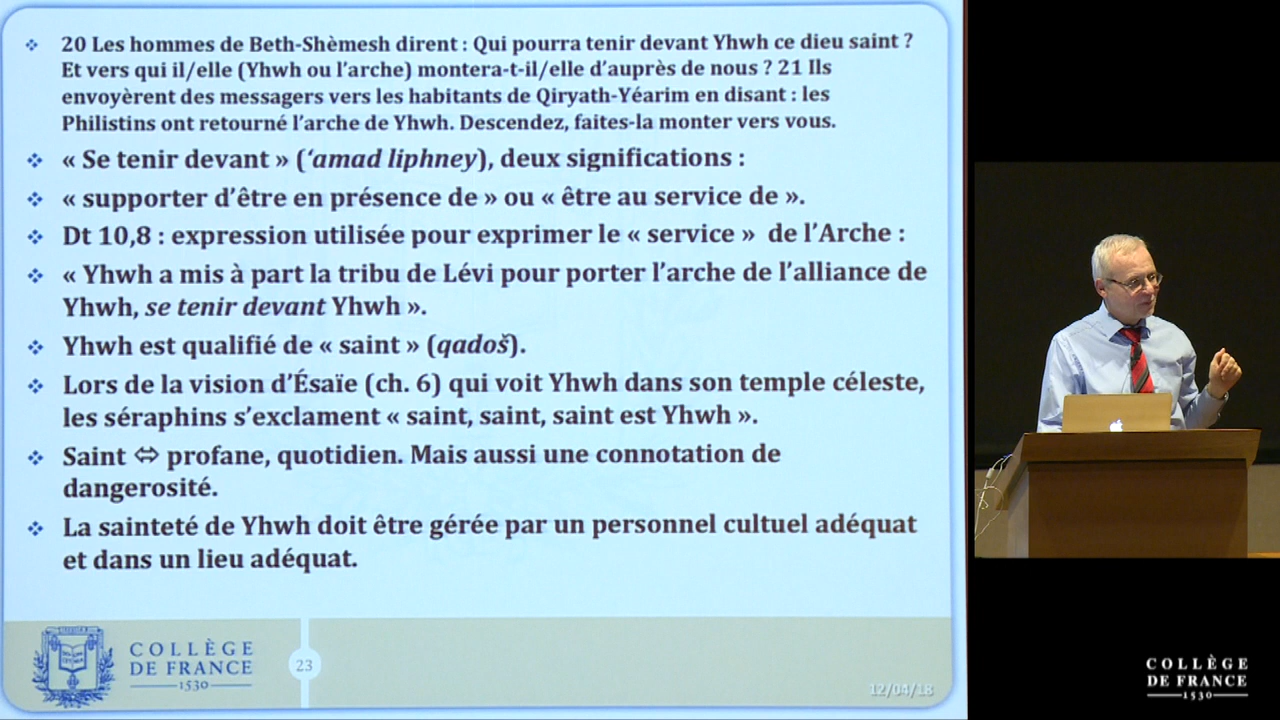 20 Les hommes de Beth-Shèmesh dirent : Qui pourra tenir devant Yhwh ce dieu saint ?
Et vers qui il/elle (Yhwh ou l'arche) montera-t-il/elle d'auprès de nous ? 21 Ils
envoyèrent des messagers vers les habitants de Qiryath-Yéarim en disant : les
Philistins ont retourné l'arche de Yhwh. Descendez, faites-la monter vers vous.
« Se tenir devant » (‘amad liphney), deux significations :
« supporter d'être en présence de » ou « être au service de ».
Dt 10,8 : expression utilisée pour exprimer le « service » de l'Arche :
« Yhwh a mis à part la tribu de Lévi pour porter l'arche de l'alliance de
Yhwh, se tenir devant Yhwh ».
Yhwh est qualifié de « saint » (qadoš).
Lors de la vision d'Ésaïe (ch. 6) qui voit Yhwh dans son temple céleste,
les séraphins s'exclament « saint, saint, saint est Yhwh ».
Saint ⇔ profane, quotidien. Mais aussi une connotation de
dangerosité.
La sainteté de Yhwh doit être gérée par un personnel cultuel adéquat
et dans un lieu adéquat.
COLLÈGE
DE FRANCE
1530
23
12/04/18
COLLÈGE
DE FRANCE
1530